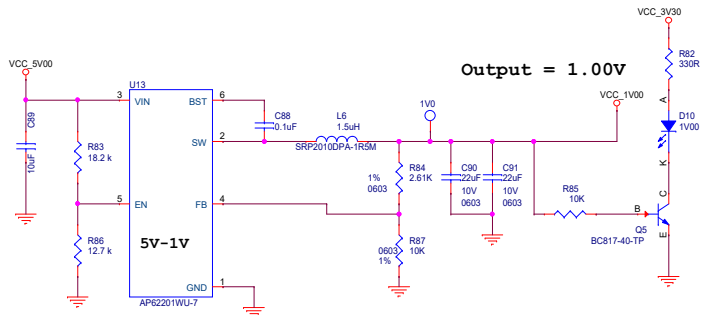 VCC_3V30
R82
330R
Output = 1.00V
VCC_5V00
U13
VCC_1V00
3
VIN
BST
6
1V0
A
D10
1V00
C89
10uF
C88
0.1uF
L6
1.5uH
SRP2010DPA-1R5M
R83
18.2 k
SW
2
K
1%
0603
R84
2.61K
C90
22uF
10V
0603
C91
22uF
10V
0603
R85
10K
C
B
5
EN
FB
4
Q5
BC817-40-TP
E
R86
12.7 k
5V-1V
0603
1%
R87
10K
GND
1
AP62201WU-7